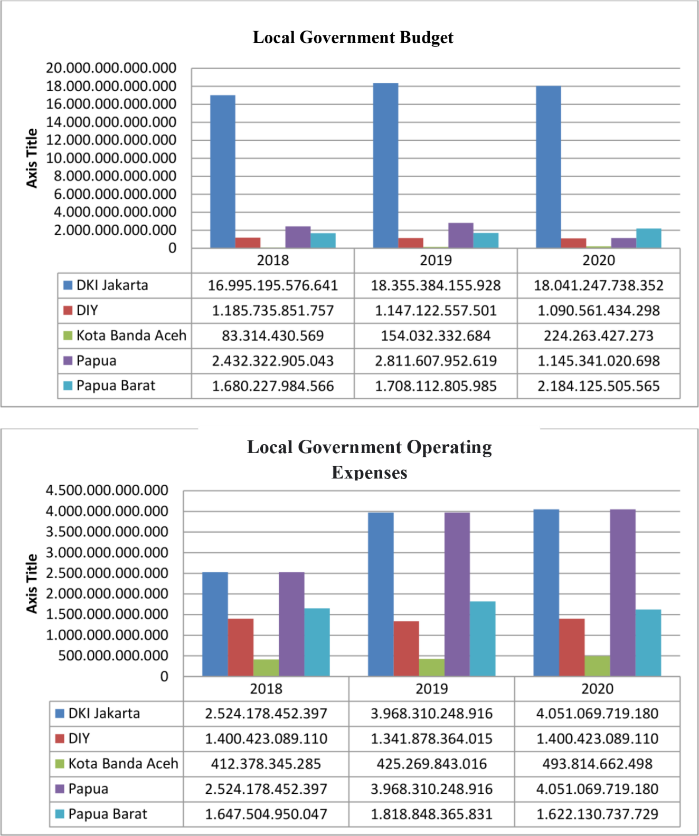 Local Government Budget
20.000.000.000.000
18.000.000.000.000
16.000.000.000.000
14.000.000.000.000
12.000.000.000.000
10.000.000.000.000
8.000.000.000.000
6.000.000.000.000
4.000.000.000.000
2.000.000.000.000
0
Axis Title
2018 2019 2020
DKI Jakarta 16.995.195.576.641 18.355.384.155.928 18.041.247.738.352
DIY 1.185.735.851.757 1.147.122.557.501 1.090.561.434.298
Kota Banda Aceh 83.314.430.569 154.032.332.684 224.263.427.273
Papua 2.432.322.905.043 2.811.607.952.619 1.145.341.020.698
Papua Barat 1.680.227.984.566 1.708.112.805.985 2.184.125.505.565
Local Government Operating
Expenses
4.500.000.000.000
4.000.000.000.000
3.500.000.000.000
3.000.000.000.000
2.500.000.000.000
2.000.000.000.000
1.500.000.000.000
1.000.000.000.000
500.000.000.000
0
Axis Title
2018 2019 2020
DKI Jakarta 2.524.178.452.397 3.968.310.248.916 4.051.069.719.180
DIY 1.400.423.089.110 1.341.878.364.015 1.400.423.089.110
Kota Banda Aceh 412.378.345.285 425.269.843.016 493.814.662.498
Papua 2.524.178.452.397 3.968.310.248.916 4.051.069.719.180
Papua Barat 1.647.504.950.047 1.818.848.365.831 1.622.130.737.729